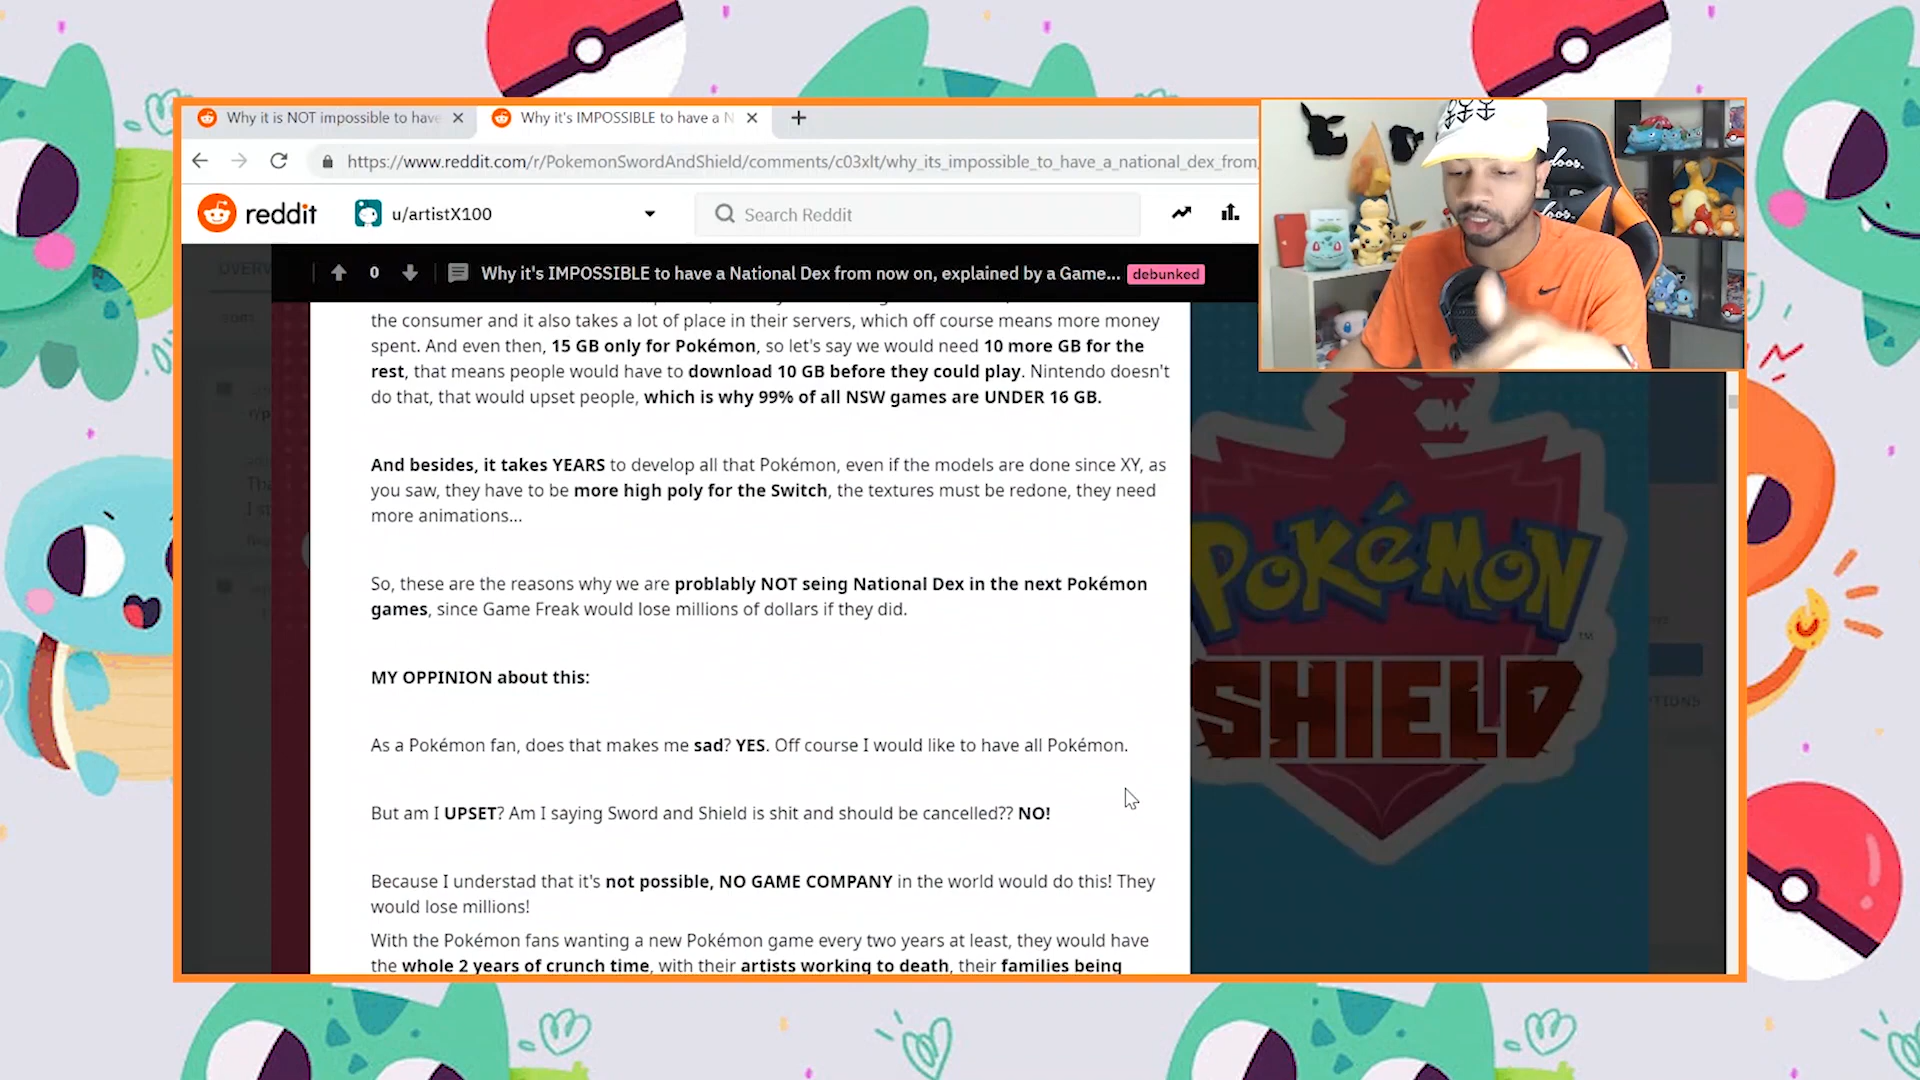 Why it is NOT impossible to have
Why it's IMPOSSIBLE to have a N
https://www.reddit.com/r/PokemonSwordAndShield/comments/c03xlt/why_its_impossible_to_have_a_national_dex_from
reddit
u/artistX100
Search Reddit
0
Why it's IMPOSSIBLE to have a National Dex from now on, explained by a Game...
debunked
the consumer and it also takes a lot of place in their servers, which off course means more money
spent. And even then, 15 GB only for Pokémon, so let's say we would need 10 more GB for the
rest, that means people would have to download 10 GB before they could play. Nintendo doesn't
do that, that would upset people, which is why 99% of all NSW games are UNDER 16 GB.
And besides, it takes YEARS to develop all that Pokémon, even if the models are done since XY, as
you saw, they have to be more high poly for the Switch, the textures must be redone, they need
more animations...
So, these are the reasons why we are problably NOT seing National Dex in the next Pokémon
games, since Game Freak would lose millions of dollars if they did.
MY OPPINION about this:
As a Pokémon fan, does that makes me sad? YES. Off course I would like to have all Pokémon.
But am I UPSET? Am I saying Sword and Shield is shit and should be cancelled?? NO!
Because I understad that it's not possible, NO GAME COMPANY in the world would do this! They
would lose millions!
With the Pokémon fans wanting a new Pokémon game every two years at least, they would have
the whole 2 years of crunch time, with their artists working to death, their families being
POKéMON
TM
SHIELD